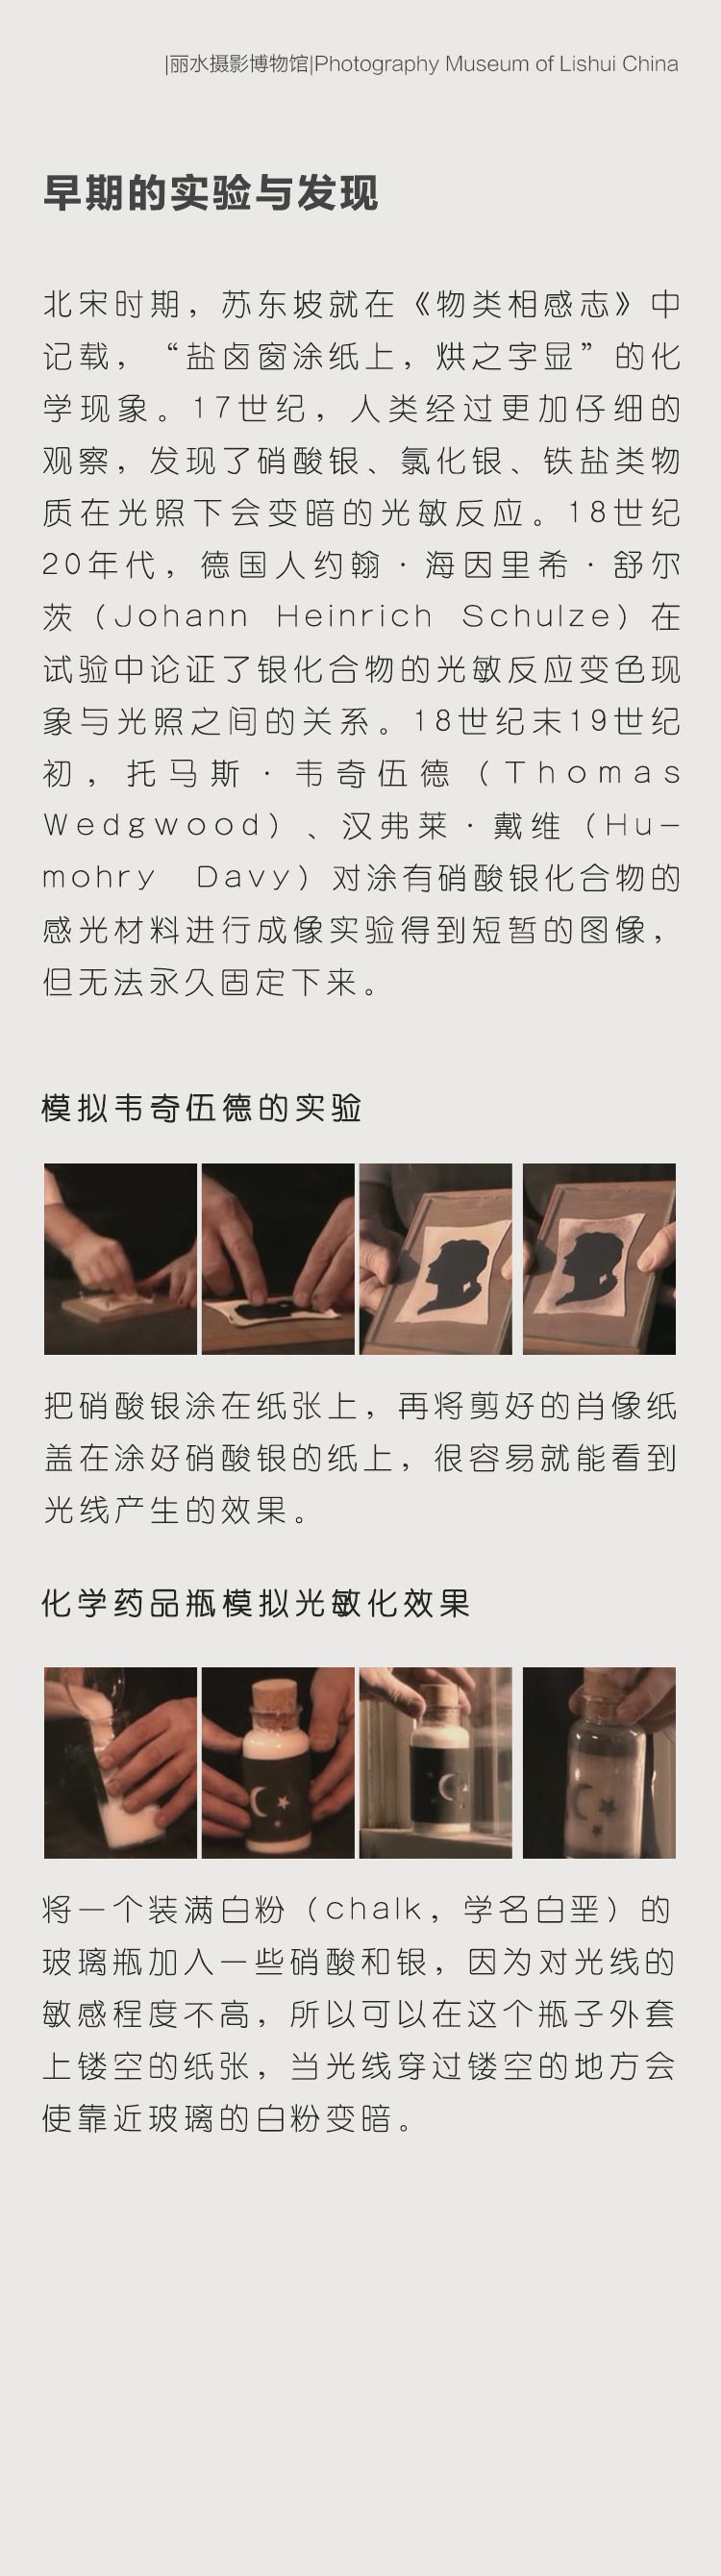 |丽水摄影博物馆|Photography Museum of Lishui China
早期的实验与发现
北宋时期，苏东坡就在《物类相感志》中
记载，“盐卤窗涂纸上，烘之字显”的化
学现象。17世纪，人类经过更加仔细的
观察，发现了硝酸银、氯化银、铁盐类物
质在光照下会变暗的光敏反应。18世纪
20年代，德国人约翰·海因里希·舒尔
茨（Johann Heinrich Schulze）在
试验中论证了银化合物的光敏反应变色现
象与光照之间的关系。18世纪末19世纪
初，托马斯·韦奇伍德（Thomas
Wedgwood）、汉弗莱·戴维（Hu-
mohry Davy）对涂有硝酸银化合物的
感光材料进行成像实验得到短暂的图像，
但无法永久固定下来。
模拟韦奇伍德的实验
把硝酸银涂在纸张上，再将剪好的肖像纸
盖在涂好硝酸银的纸上，很容易就能看到
光线产生的效果。
化学药品瓶模拟光敏化效果
将一个装满白粉（chalk，学名白垩）的
玻璃瓶加入一些硝酸和银，因为对光线的
敏感程度不高，所以可以在这个瓶子外套
上镂空的纸张，当光线穿过镂空的地方会
使靠近玻璃的白粉变暗。